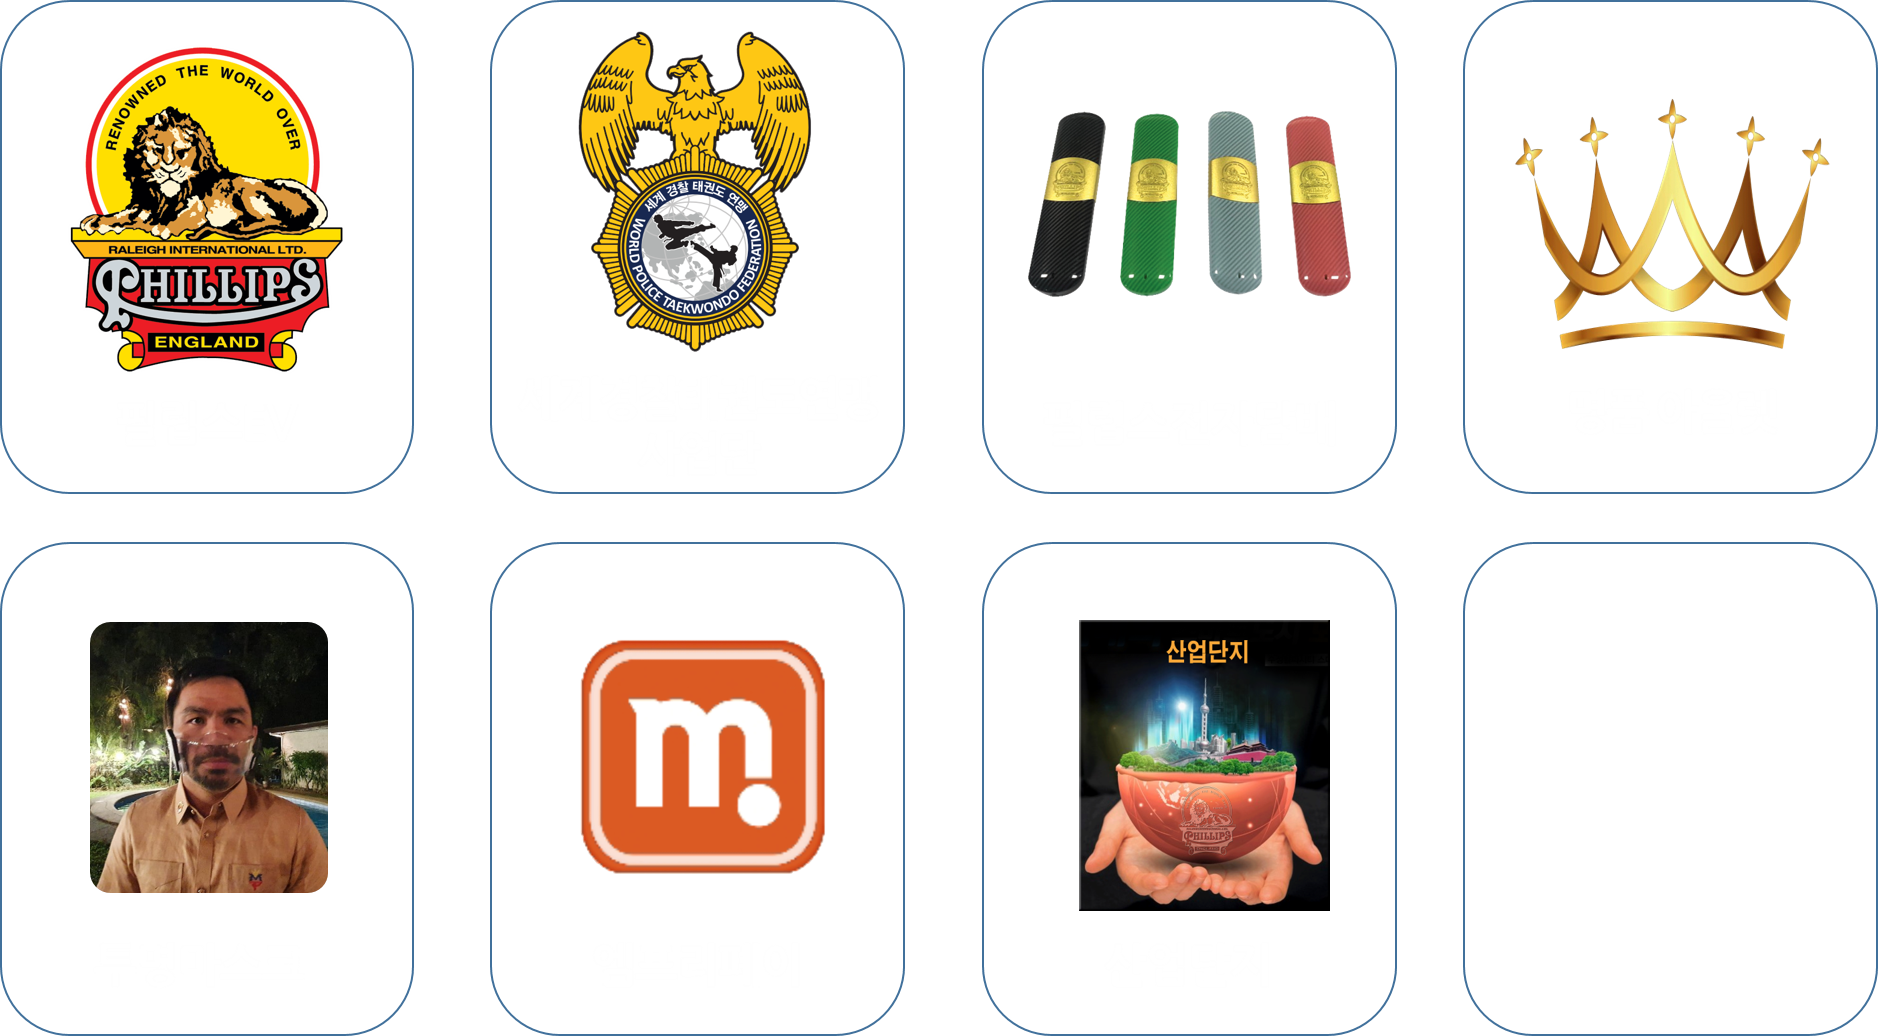 RENOWNED THE WORLD OVER
RALEIGH INTERNATIONAL LTD.
PHILLIPS
ENGLAND
세계 경찰 태권도 연맹
WORLD POLICE TAEKWONDO FEDERATION
m.
산업단지
PHILLIPS